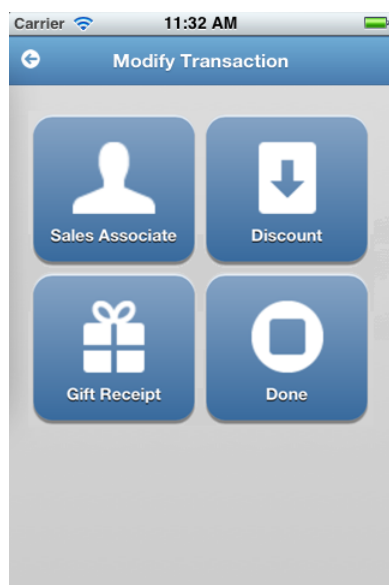 Carrier 11:32 AM
Modify Transaction
Sales Associate
Discount
Gift Receipt
Done